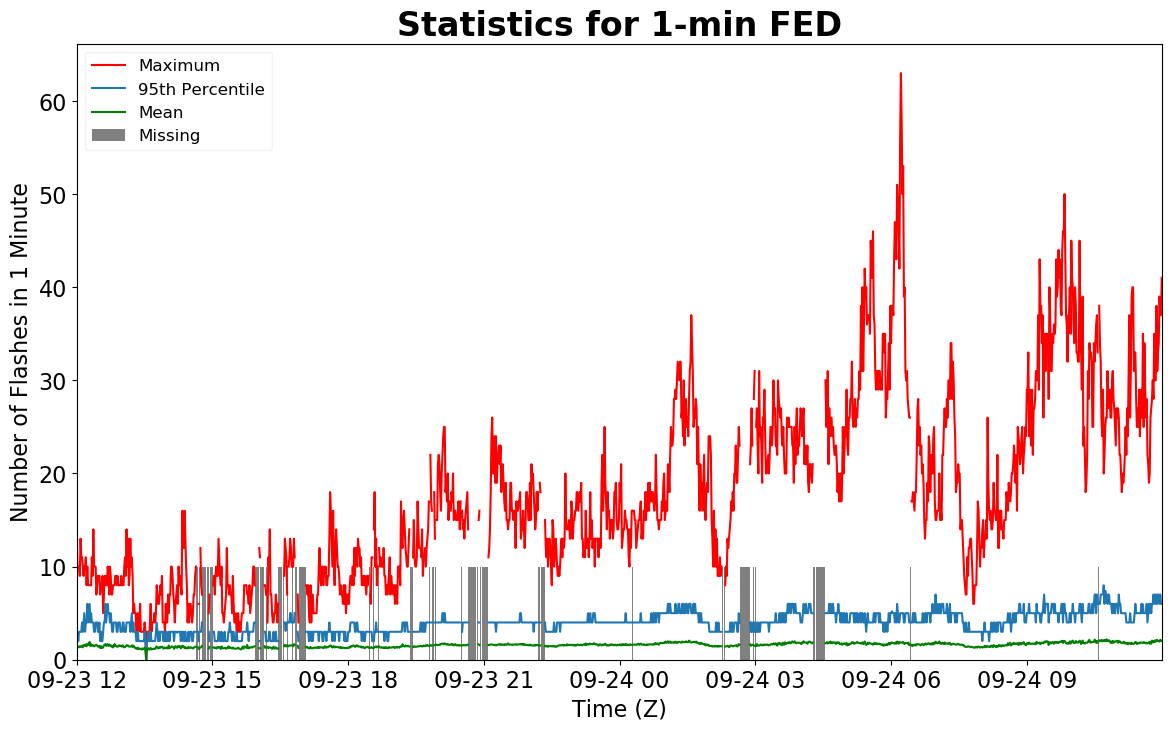 Statistics for 1-min FED
Maximum
95th Percentile
Mean
Missing
Number of Flashes in 1 Minute
60
50
40
30
20
10
0
09-23 12 09-23 15 09-23 18 09-23 21 09-24 00 09-24 03 09-24 06 09-24 09
Time (Z)